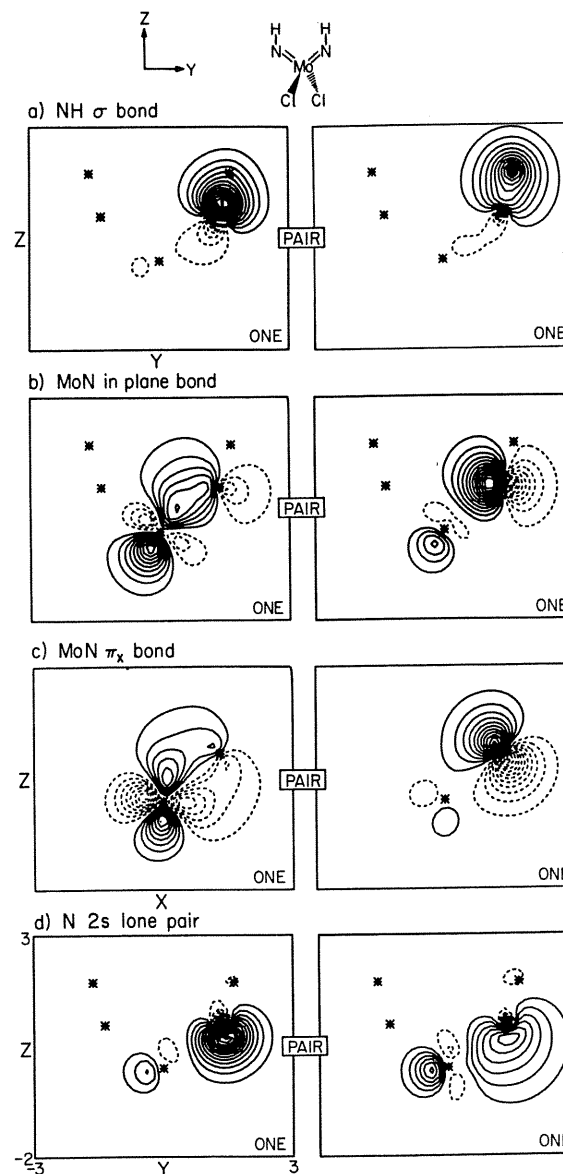 Z
Y
H H
N N
Mo
Cl Cl
a) NH σ bond
Z
PAIR
ONE
ONE
Y
b) MoN in plane bond
PAIR
ONE
ONE
c) MoN πx bond
Z
PAIR
ONE
ONE
X
d) N 2s lone pair
3
Z
PAIR
ONE
ONE
-2
-3 Y 3